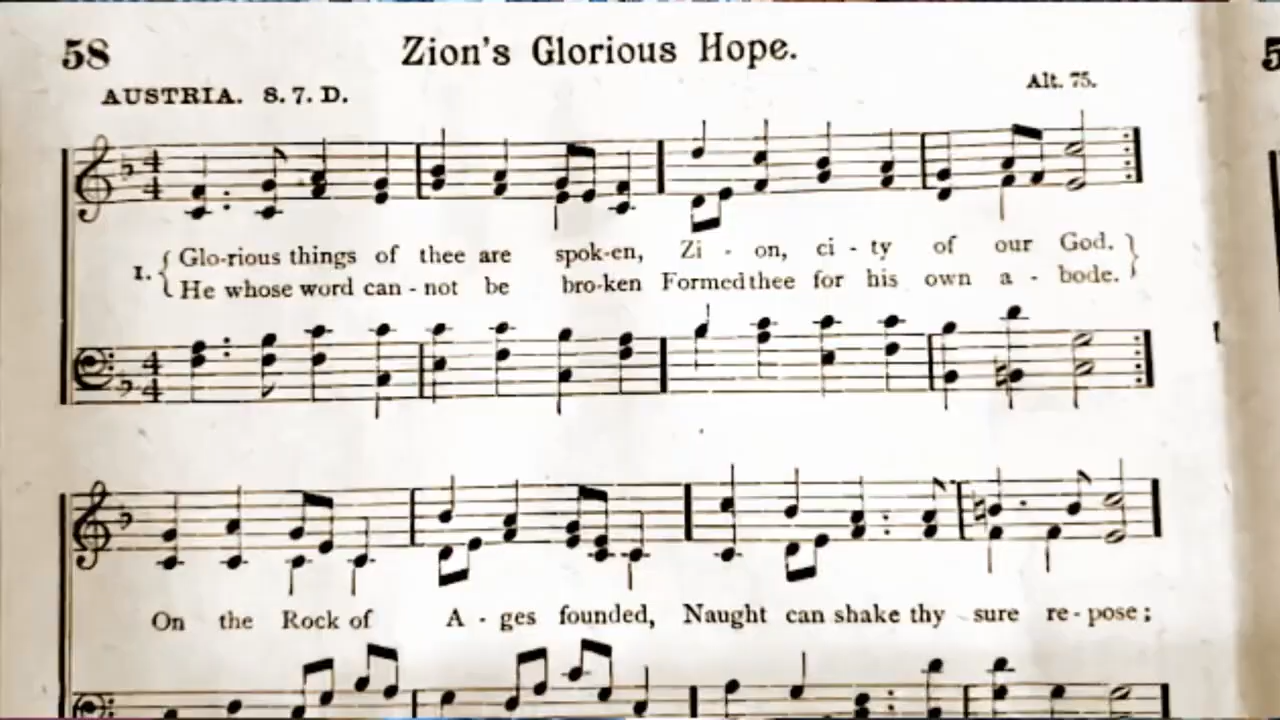 58
Zion's Glorious Hope.
AUSTRIA. 8. 7. D.
Alt. 75.
1. { Glo-rious things of thee are spok-en, Zi - on, ci - ty of our God. }
{ He whose word can - not be bro-ken Formed thee for his own a - bode. }
On the Rock of A - ges founded, Naught can shake thy sure re - pose ;